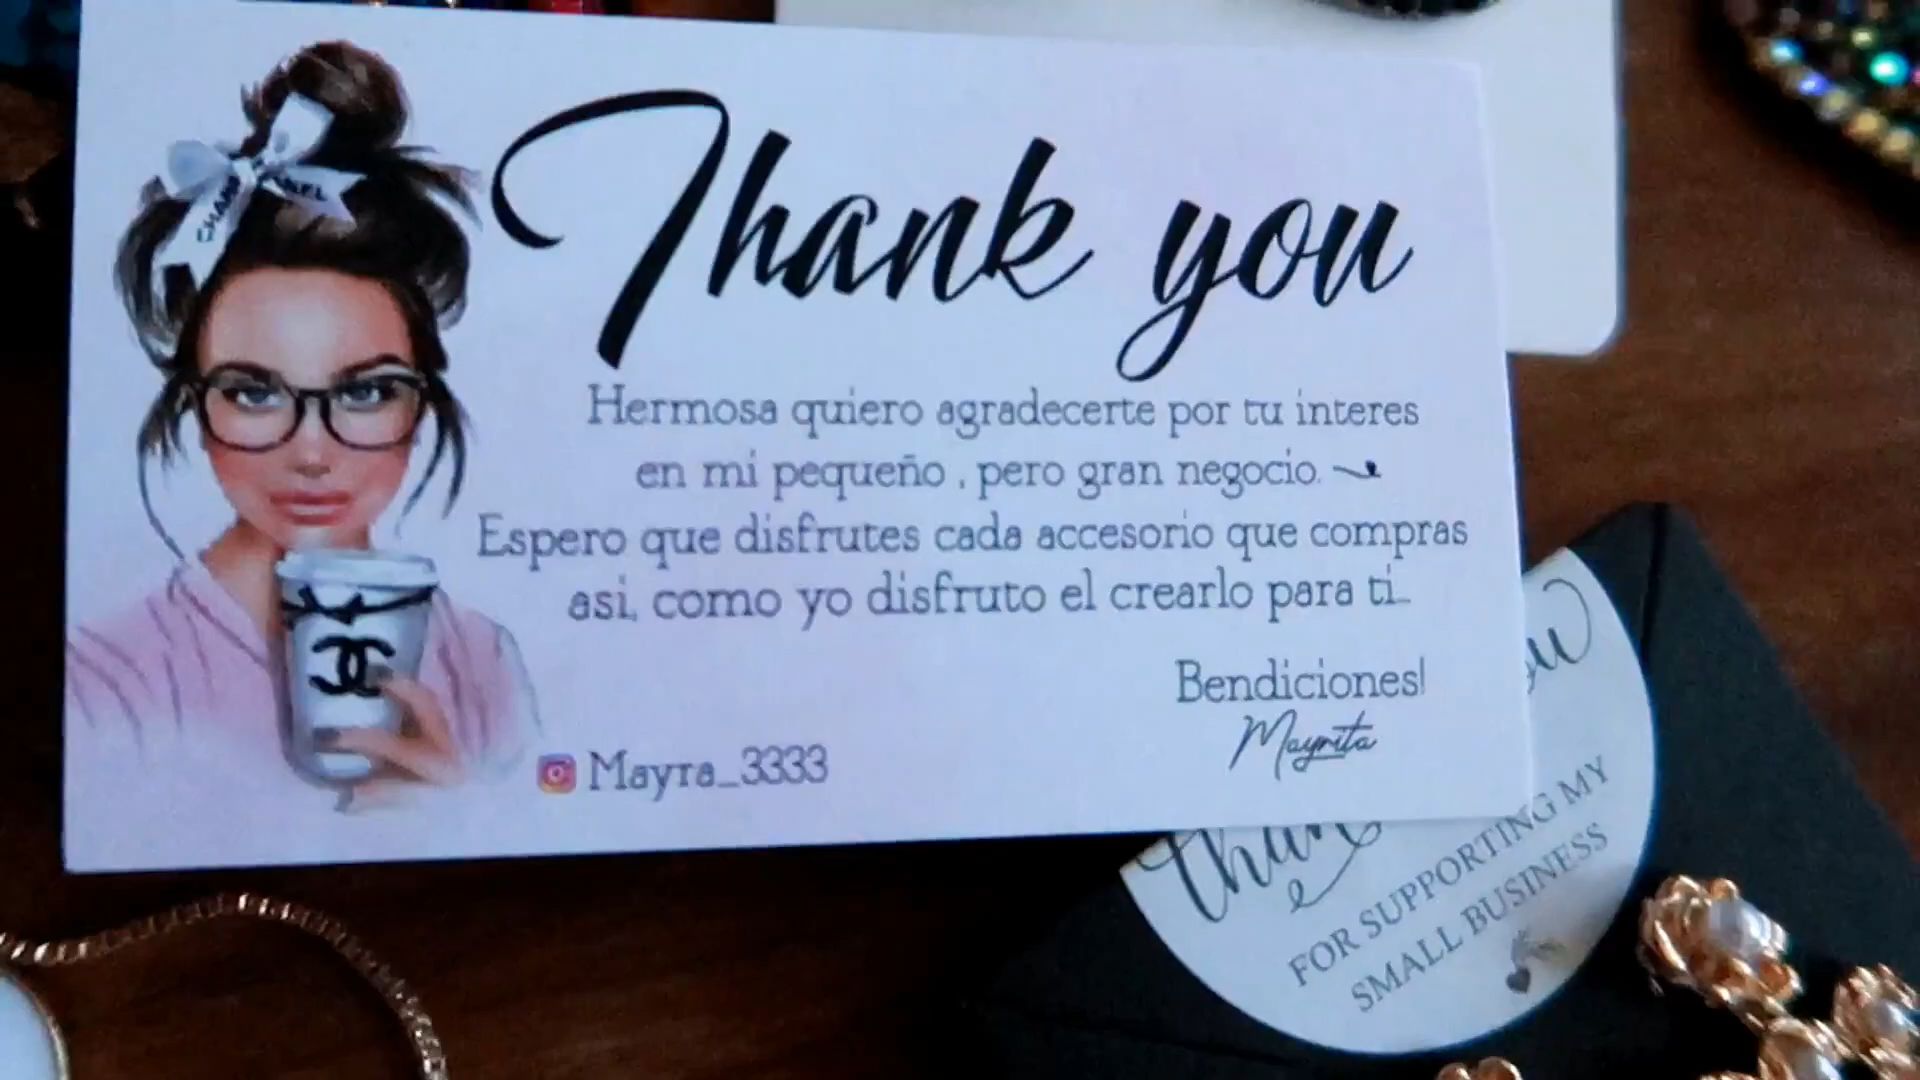 Thank you
Hermosa quiero agradecerte por tu interes
en mi pequeño , pero gran negocio.
Espero que disfrutes cada accesorio que compras
asi, como yo disfruto el crearlo para ti..
Bendiciones!
Mayrita
Mayra_3333
CHANEL
FOR SUPPORTING MY
SMALL BUSINESS